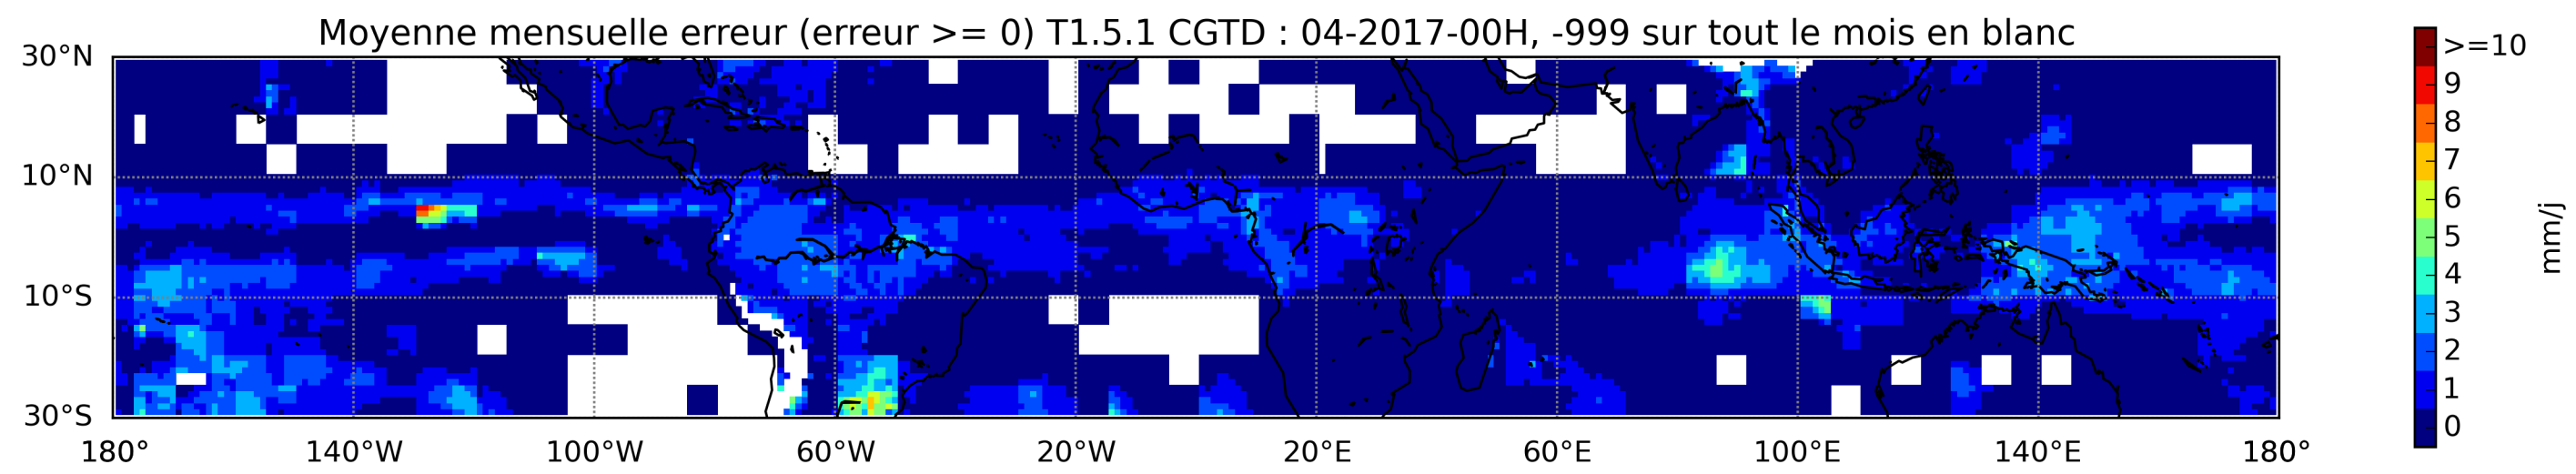 Moyenne mensuelle erreur (erreur >= 0) T1.5.1 CGTD : 04-2017-00H, -999 sur tout le mois en blanc
30°N
10°N
10°S
30°S
180° 140°W 100°W 60°W 20°W 20°E 60°E 100°E 140°E 180°
>=10
9
8
7
6
5
4
3
2
1
0
mm/j